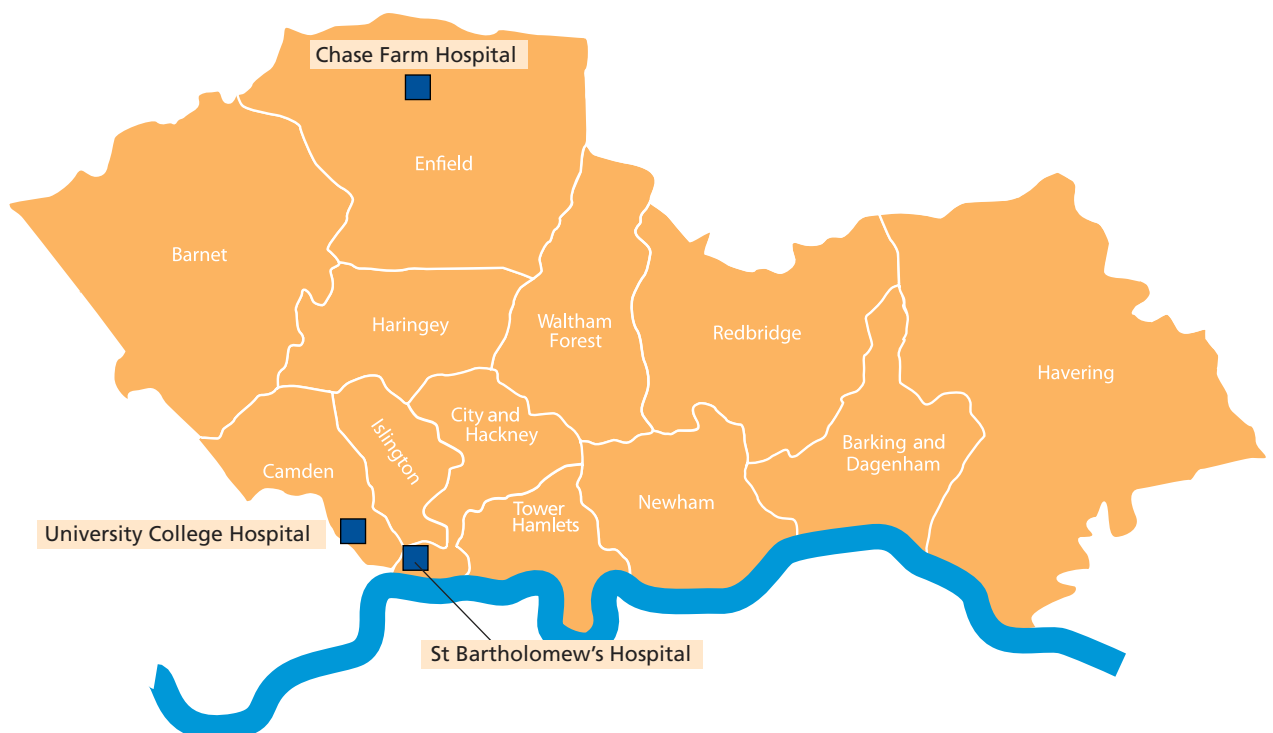 Chase Farm Hospital
Enfield
Barnet
Haringey
Waltham
Forest
Redbridge
Havering
City and
Hackney
Islington
Barking and
Dagenham
Camden
Newham
Tower
Hamlets
University College Hospital
St Bartholomew's Hospital